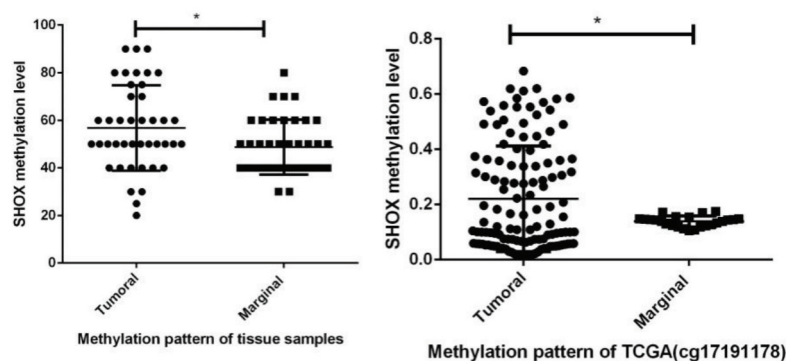 *
SHOX methylation level
100
80
60
40
20
0
Tumoral
Marginal
Methylation pattern of tissue samples
*
SHOX methylation level
0.8
0.6
0.4
0.2
0.0
Tumoral
Marginal
Methylation pattern of TCGA(cg17191178)